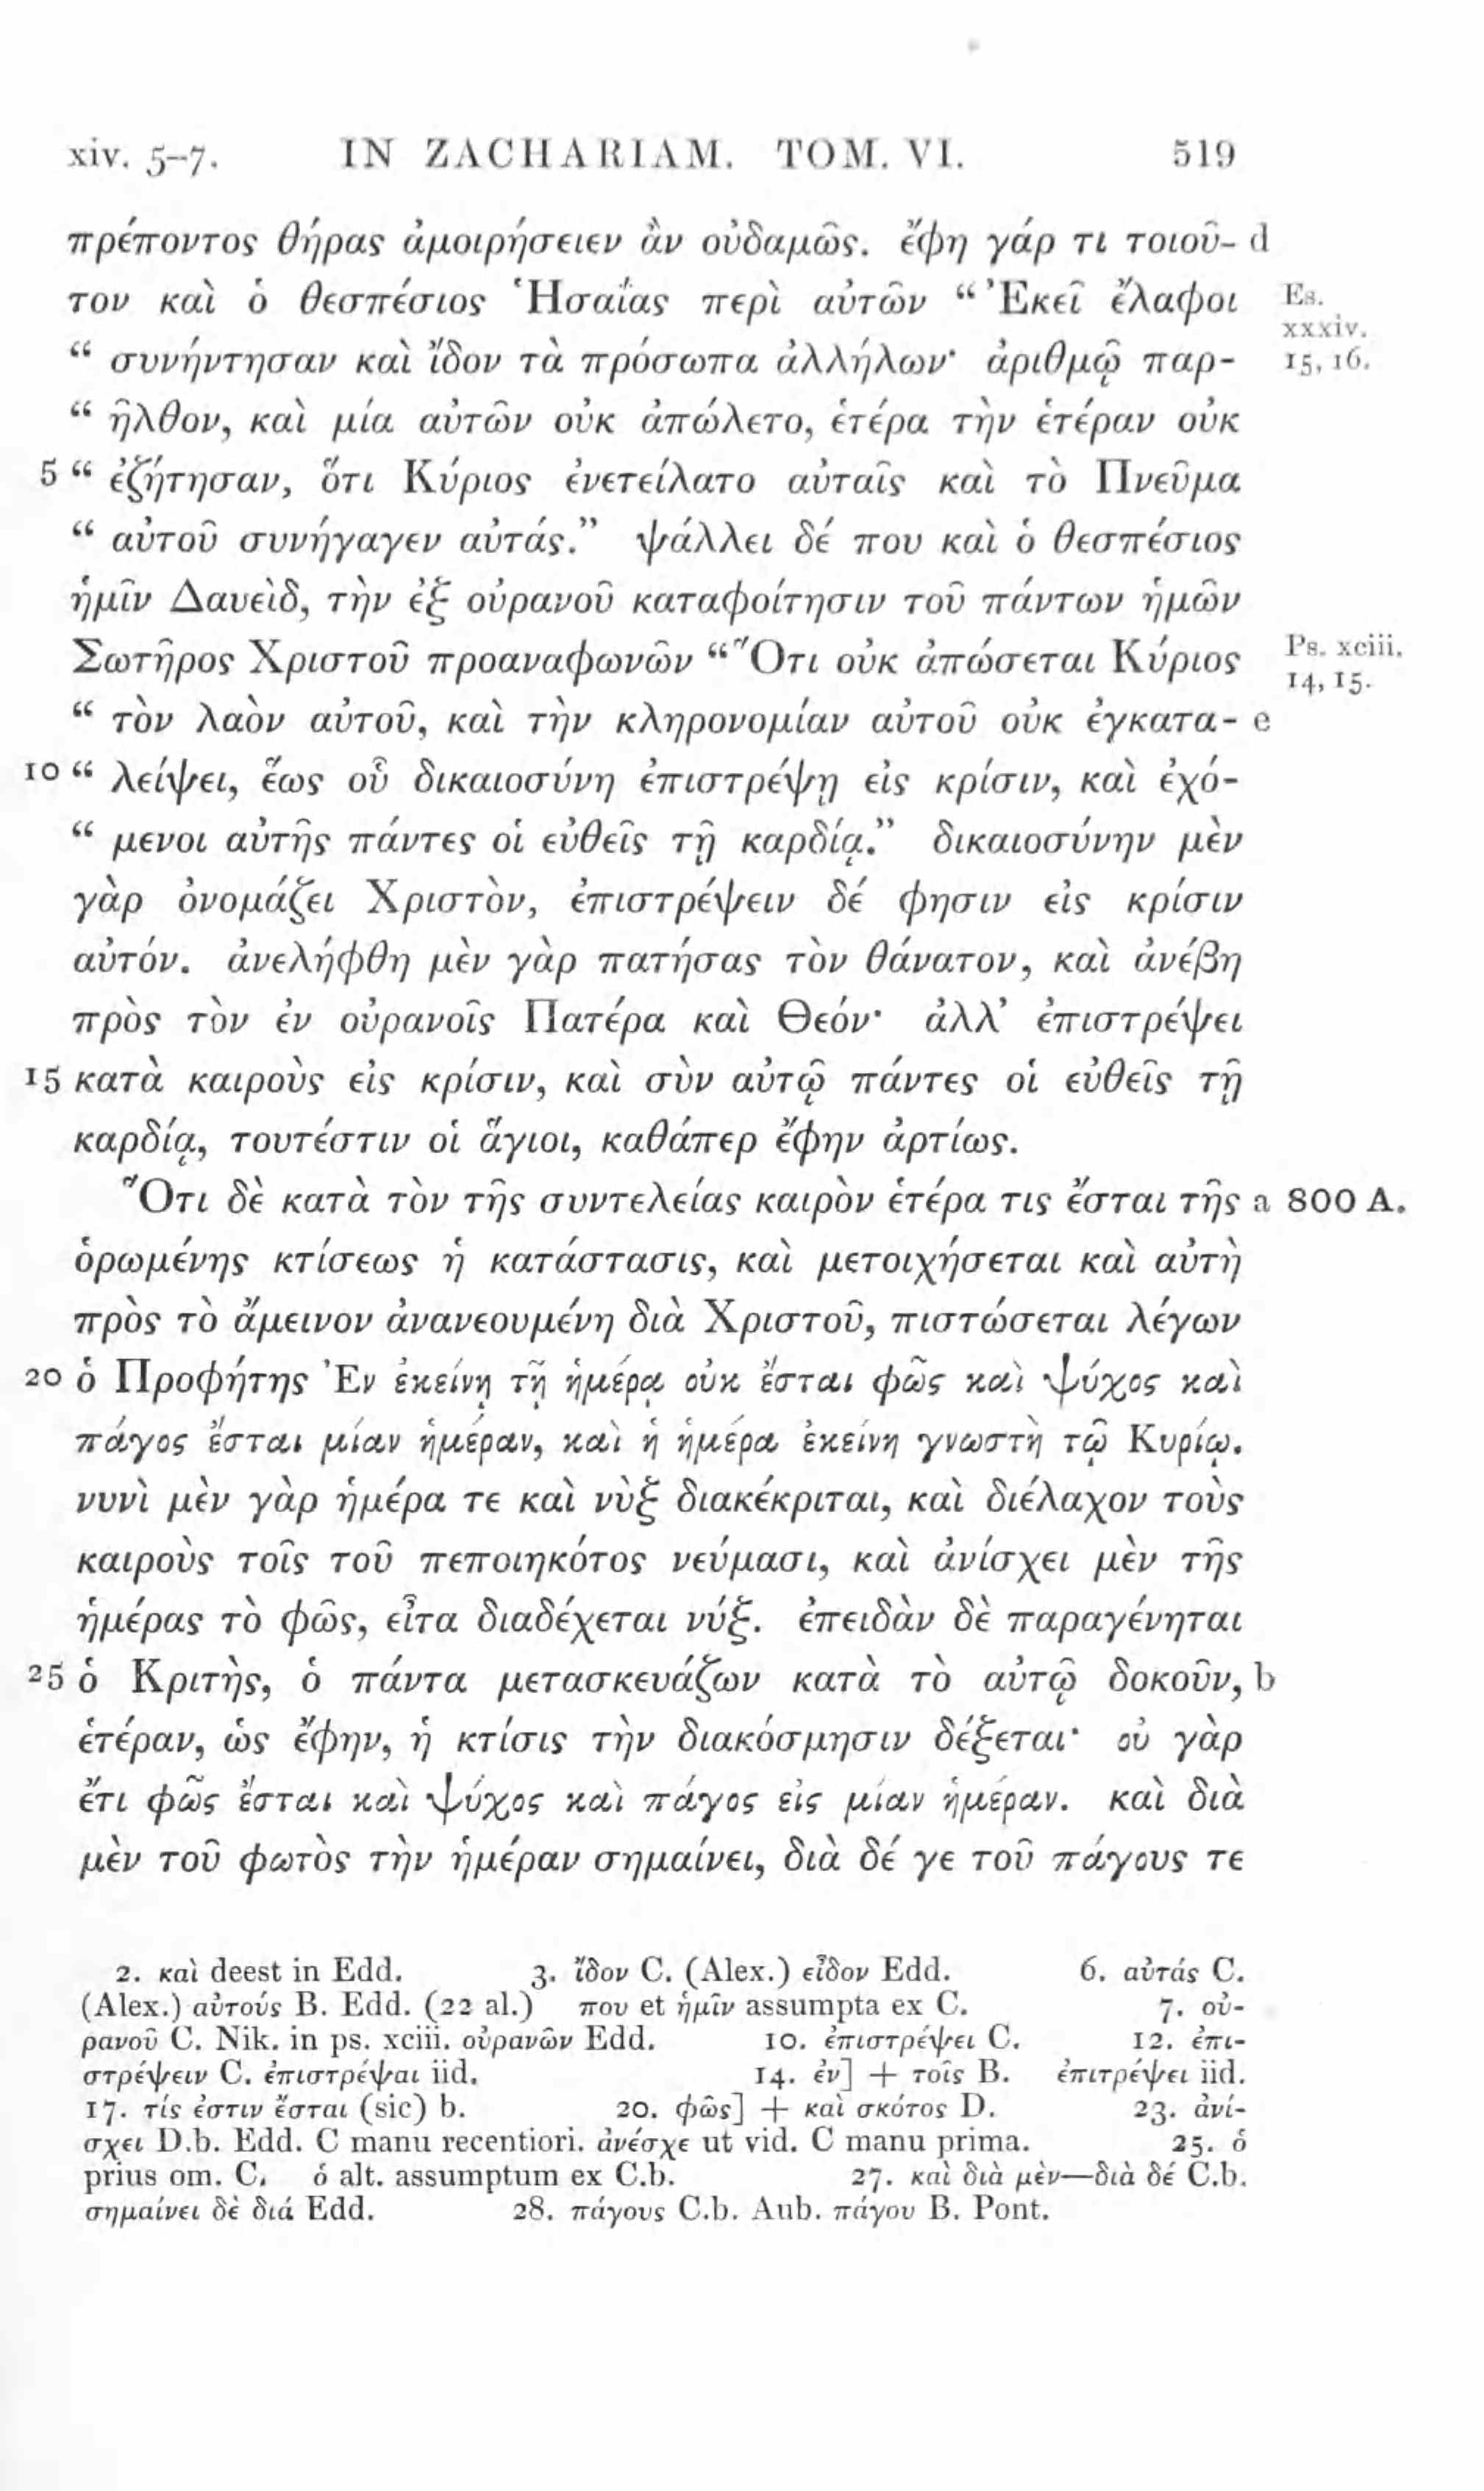 xiv. 5-7. IN ZACHARIAM. TOM. VI. 519
πρέποντος θήρας ἀμοιρήσειεν ἂν οὐδαμῶς. ἔφη γάρ τι τοιοῦ- d
τον καὶ ὁ θεσπέσιος Ἡσαΐας περὶ αὐτῶν “ Ἐκεῖ ἔλαφοι Es. xxxiv. 15, 16.
“ συνήντησαν καὶ ἴδον τὰ πρόσωπα ἀλλήλων· ἀριθμῷ παρ-
“ ῆλθον, καὶ μία αὐτῶν οὐκ ἀπώλετο, ἑτέρα τὴν ἑτέραν οὐκ
5 “ ἐζήτησαν, ὅτι Κύριος ἐνετείλατο αὐταῖς καὶ τὸ Πνεῦμα
“ αὐτοῦ συνήγαγεν αὐτάς.” ψάλλει δέ που καὶ ὁ θεσπέσιος
ἡμῖν Δαυεὶδ, τὴν ἐξ οὐρανοῦ καταφοίτησιν τοῦ πάντων ἡμῶν
Σωτῆρος Χριστοῦ προαναφωνῶν “ Ὅτι οὐκ ἀπώσεται Κύριος Ps. xciii. 14, 15.
“ τὸν λαὸν αὐτοῦ, καὶ τὴν κληρονομίαν αὐτοῦ οὐκ ἐγκατα- e
10 “ λείψει, ἕως οὗ δικαιοσύνη ἐπιστρέψῃ εἰς κρίσιν, καὶ ἐχό-
“ μενοι αὐτῆς πάντες οἱ εὐθεῖς τῇ καρδίᾳ.” δικαιοσύνην μὲν
γὰρ ὀνομάζει Χριστὸν, ἐπιστρέψειν δέ φησιν εἰς κρίσιν
αὐτόν. ἀνελήφθη μὲν γὰρ πατήσας τὸν θάνατον, καὶ ἀνέβη
πρὸς τὸν ἐν οὐρανοῖς Πατέρα καὶ Θεόν· ἀλλ’ ἐπιστρέψει
15 κατὰ καιροὺς εἰς κρίσιν, καὶ σὺν αὐτῷ πάντες οἱ εὐθεῖς τῇ
καρδίᾳ, τουτέστιν οἱ ἅγιοι, καθάπερ ἔφην ἀρτίως.
Ὅτι δὲ κατὰ τὸν τῆς συντελείας καιρὸν ἑτέρα τις ἔσται τῆς a 800 A.
ὁρωμένης κτίσεως ἡ κατάστασις, καὶ μετοιχήσεται καὶ αὐτὴ
πρὸς τὸ ἄμεινον ἀνανεουμένη διὰ Χριστοῦ, πιστώσεται λέγων
20 ὁ Προφήτης Ἐν ἐκείνῃ τῇ ἡμέρᾳ οὐκ ἔσται φῶς καὶ ψύχος καὶ
πάγος ἔσται μίαν ἡμέραν, καὶ ἡ ἡμέρα ἐκείνη γνωστὴ τῷ Κυρίῳ.
νυνὶ μὲν γὰρ ἡμέρα τε καὶ νὺξ διακέκριται, καὶ διέλαχον τοὺς
καιροὺς τοῖς τοῦ πεποιηκότος νεύμασι, καὶ ἀνίσχει μὲν τῆς
ἡμέρας τὸ φῶς, εἶτα διαδέχεται νύξ. ἐπειδὰν δὲ παραγένηται
25 ὁ Κριτὴς, ὁ πάντα μετασκευάζων κατὰ τὸ αὐτῷ δοκοῦν, b
ἑτέραν, ὡς ἔφην, ἡ κτίσις τὴν διακόσμησιν δέξεται· οὐ γὰρ
ἔτι φῶς ἔσται καὶ ψύχος καὶ πάγος εἰς μίαν ἡμέραν. καὶ διὰ
μὲν τοῦ φωτὸς τὴν ἡμέραν σημαίνει, διὰ δέ γε τοῦ πάγους τε
2. καὶ deest in Edd. 3. ἴδον C. (Alex.) εἶδον Edd. 6. αὐτάς C.
(Alex.) αὐτούς B. Edd. (22 al.) που et ἡμῖν assumpta ex C. 7. οὐ-
ρανοῦ C. Nik. in ps. xciii. οὐρανῶν Edd. 10. ἐπιστρέψει C. 12. ἐπι-
στρέψειν C. ἐπιστρέψαι iid. 14. ἐν] + τοῖς B. ἐπιτρέψει iid.
17. τίς ἐστιν ἔσται (sic) b. 20. φῶς] + καὶ σκότος D. 23. ἀνί-
σχει D.b. Edd. C manu recentiori. ἀνέσχε ut vid. C manu prima. 25. ὁ
prius om. C. ὁ alt. assumptum ex C.b. 27. καὶ διὰ μὲν—διὰ δέ C.b.
σημαίνει δὲ διά Edd. 28. πάγους C.b. Aub. πάγου B. Pont.